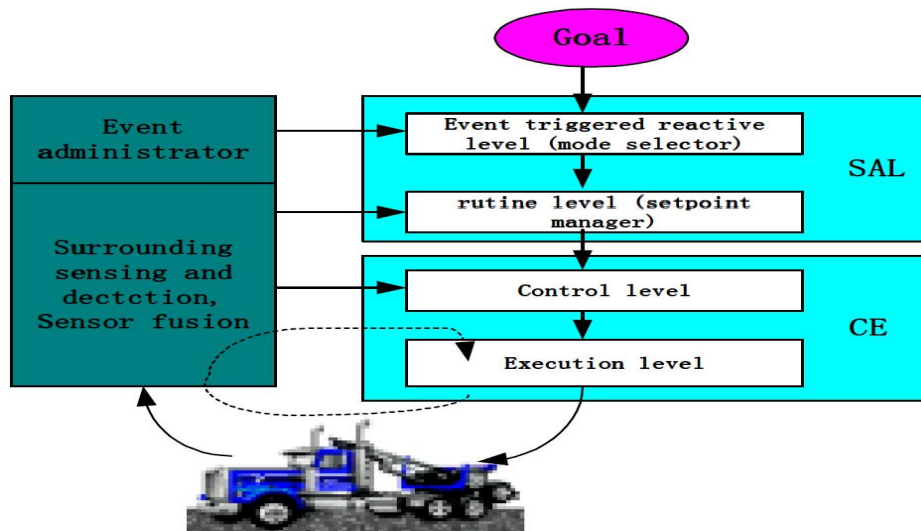 Goal
Event
administrator
Event triggered reactive
level (mode selector)
SAL
rutine level (setpoint
manager)
Surrounding
sensing and
dectction,
Sensor fusion
Control level
CE
Execution level